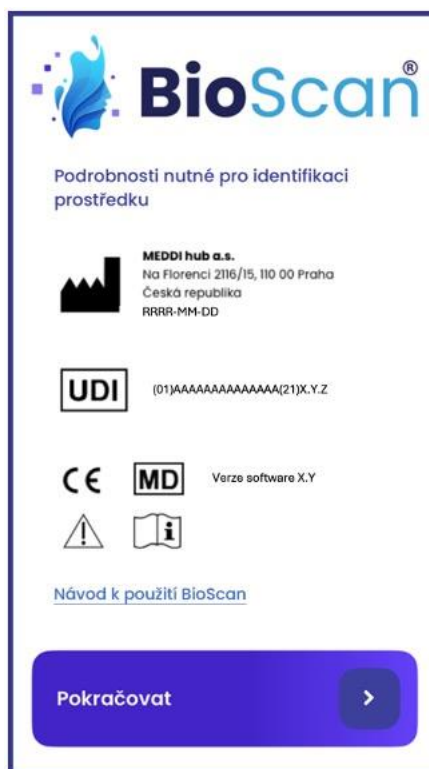 BioScan®
Podrobnosti nutné pro identifikaci
prostředku
MEDDI hub a.s.
Na Florenci 2116/15, 110 00 Praha
Česká republika
RRRR-MM-DD
UDI
(01)AAAAAAAAAAAAAA(21)X.Y.Z
CE
MD
Verze software X.Y
Návod k použití BioScan
Pokračovat